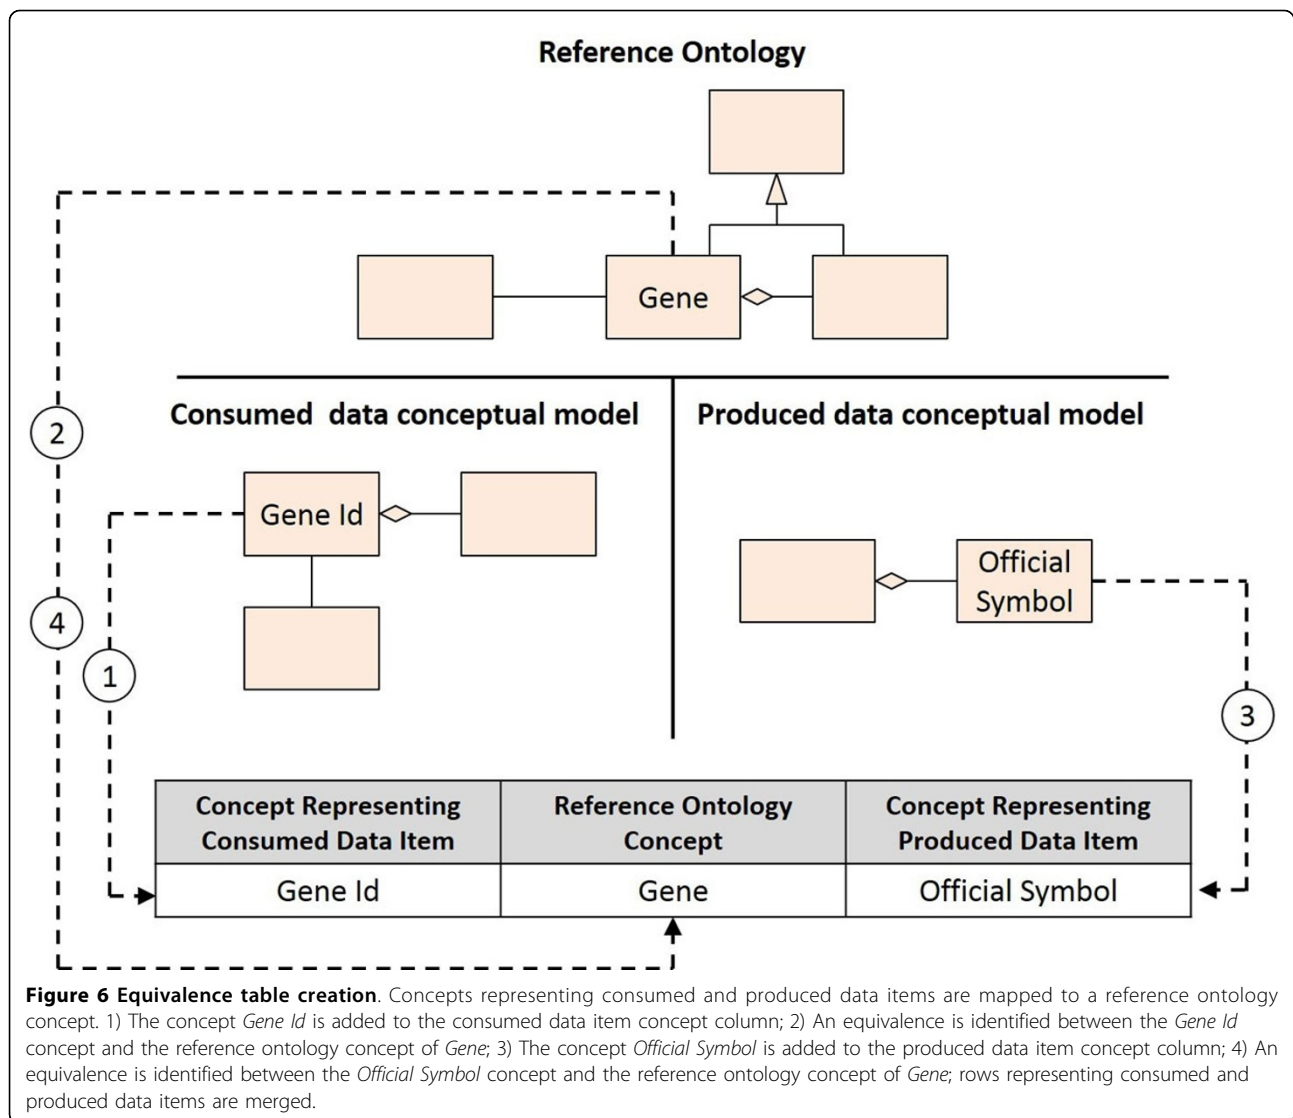 Reference Ontology
Gene
Consumed data conceptual model
Produced data conceptual model
2
Gene Id
Official
Symbol
4
1
3
Concept Representing
Consumed Data Item
Reference Ontology
Concept
Concept Representing
Produced Data Item
Gene Id
Gene
Official Symbol
Figure 6 Equivalence table creation. Concepts representing consumed and produced data items are mapped to a reference ontology
concept. 1) The concept Gene Id is added to the consumed data item concept column; 2) An equivalence is identified between the Gene Id
concept and the reference ontology concept of Gene; 3) The concept Official Symbol is added to the produced data item concept column; 4) An
equivalence is identified between the Official Symbol concept and the reference ontology concept of Gene; rows representing consumed and
produced data items are merged.